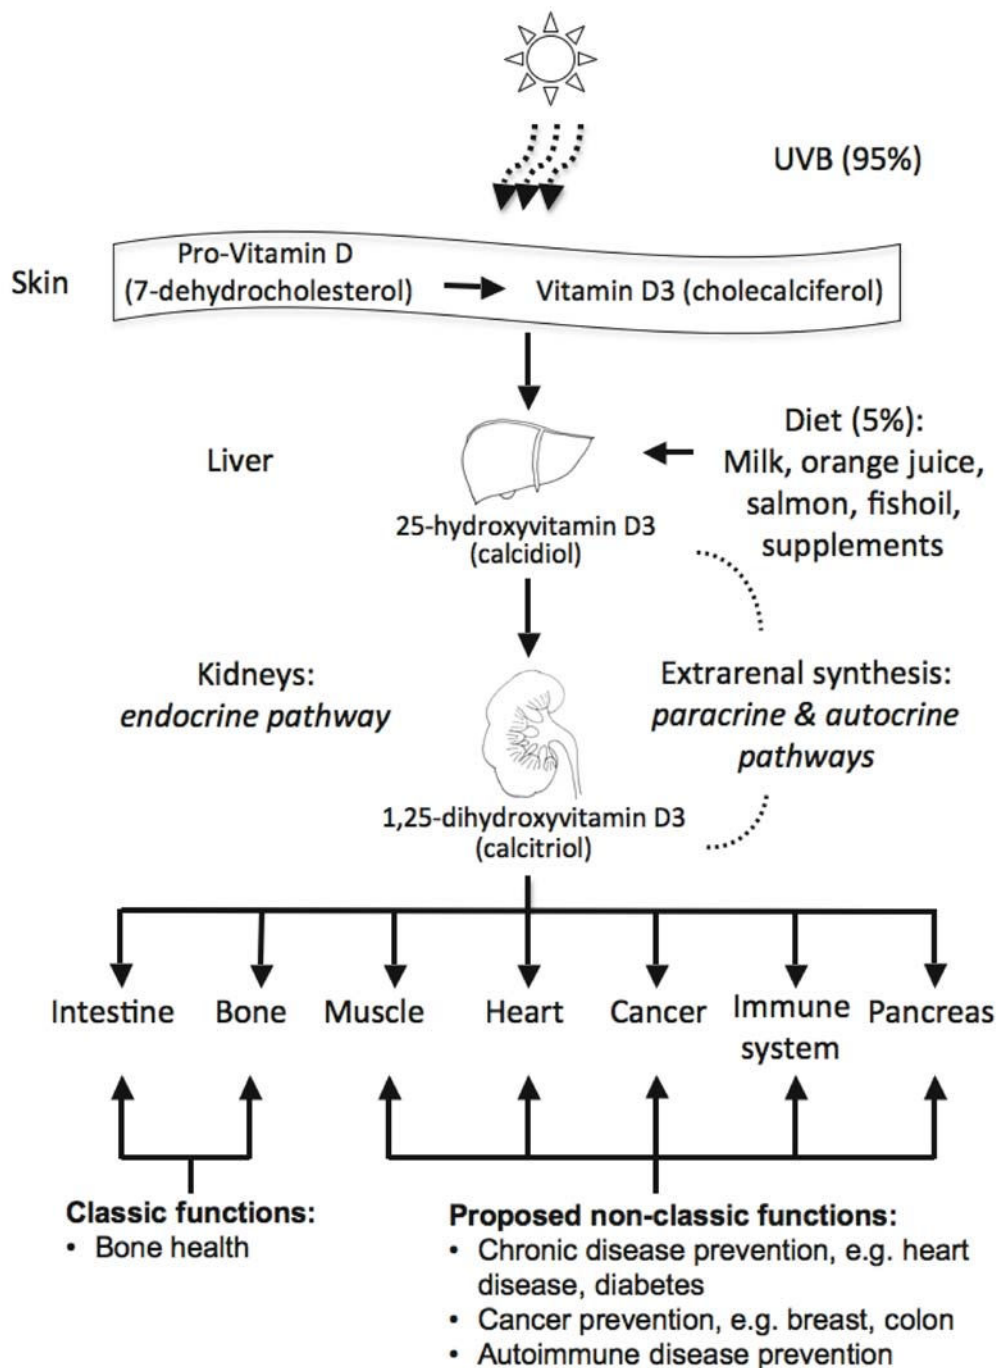 UVB (95%)
Skin
Pro-Vitamin D
(7-dehydrocholesterol)
Vitamin D3 (cholecalciferol)
Liver
Diet (5%):
Milk, orange juice,
salmon, fishoil,
supplements
25-hydroxyvitamin D3
(calcidiol)
Kidneys:
endocrine pathway
Extrarenal synthesis:
paracrine & autocrine
pathways
1,25-dihydroxyvitamin D3
(calcitriol)
Intestine
Bone
Muscle
Heart
Cancer
Immune
system
Pancreas
Classic functions:
• Bone health
Proposed non-classic functions:
• Chronic disease prevention, e.g. heart
disease, diabetes
• Cancer prevention, e.g. breast, colon
• Autoimmune disease prevention